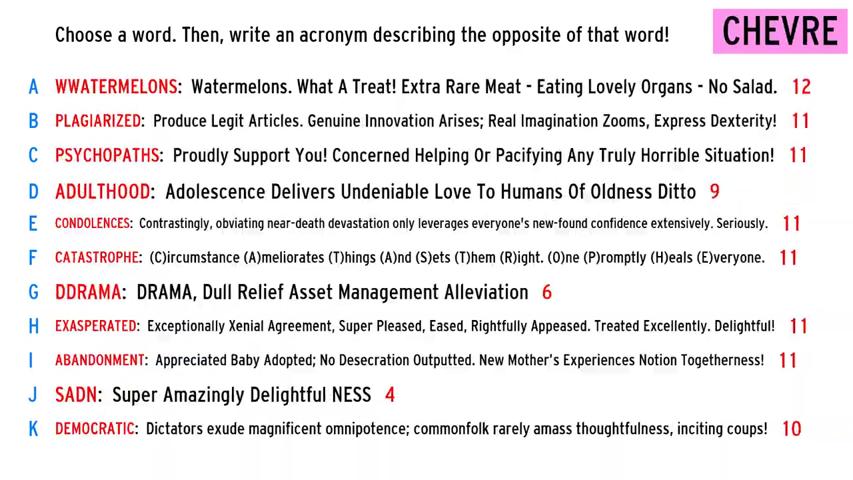 Choose a word. Then, write an acronym describing the opposite of that word!
CHEVRE
A WWATERMELONS: Watermelons. What A Treat! Extra Rare Meat - Eating Lovely Organs - No Salad. 12
B PLAGIARIZED: Produce Legit Articles. Genuine Innovation Arises; Real Imagination Zooms, Express Dexterity! 11
C PSYCHOPATHS: Proudly Support You! Concerned Helping Or Pacifying Any Truly Horrible Situation! 11
D ADULTHOOD: Adolescence Delivers Undeniable Love To Humans Of Oldness Ditto 9
E CONDOLENCES: Contrastingly, obviating near-death devastation only leverages everyone's new-found confidence extensively. Seriously. 11
F CATASTROPHE: (C)ircumstance (A)meliorates (T)hings (A)nd (S)ets (T)hem (R)ight. (O)ne (P)romptly (H)eals (E)veryone. 11
G DDRAMA: DRAMA, Dull Relief Asset Management Alleviation 6
H EXASPERATED: Exceptionally Xenial Agreement, Super Pleased, Eased, Rightfully Appeased. Treated Excellently. Delightful! 11
I ABANDONMENT: Appreciated Baby Adopted; No Desecration Outputted. New Mother's Experiences Notion Togetherness! 11
J SADN: Super Amazingly Delightful NESS 4
K DEMOCRATIC: Dictators exude magnificent omnipotence; commonfolk rarely amass thoughtfulness, inciting coups! 10